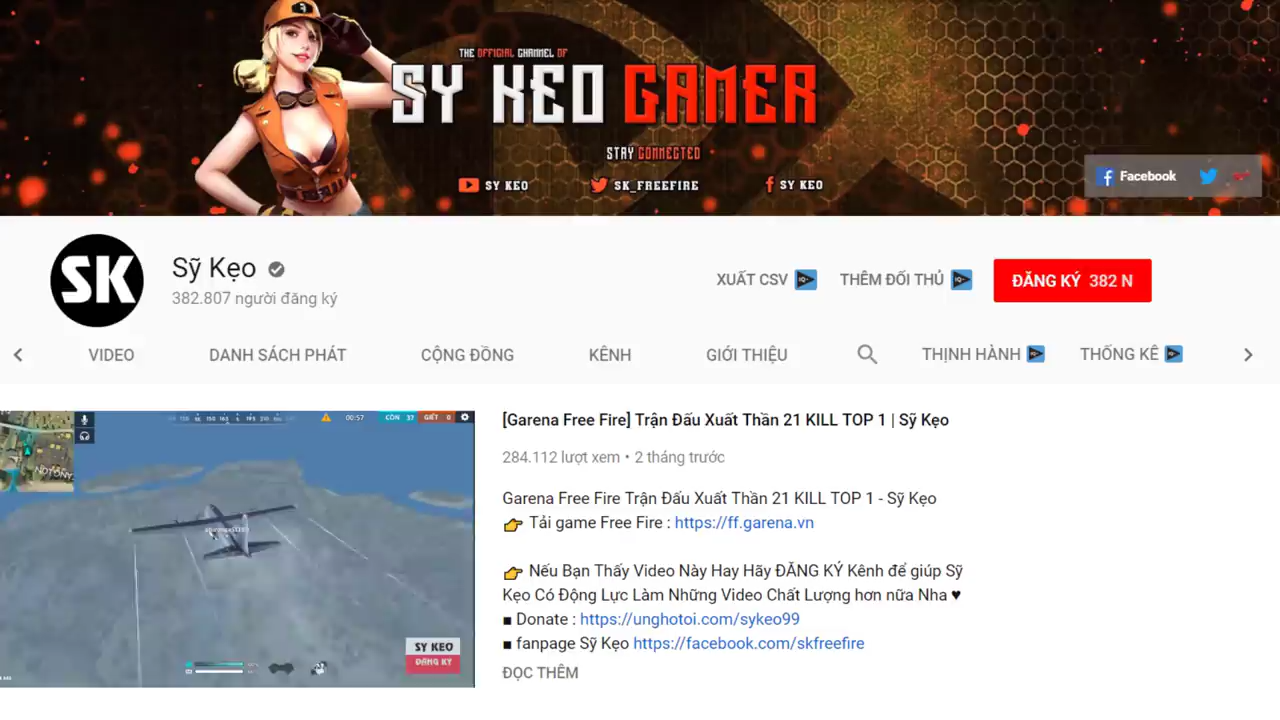 THE OFFICIAL CHANNEL OF
SY KEO GAMER
STAY CONNECTED
SY KEO
SK_FREEFIRE
SY KEO
Facebook
SK
Sỹ Kẹo
382.807 người đăng ký
XUẤT CSV
THÊM ĐỐI THỦ
ĐĂNG KÝ 382 N
VIDEO
DANH SÁCH PHÁT
CỘNG ĐỒNG
KÊNH
GIỚI THIỆU
THỊNH HÀNH
THỐNG KÊ
00:57
CÒN 37
GIẾT 0
SY KEO
ĐĂNG KÝ
[Garena Free Fire] Trận Đấu Xuất Thần 21 KILL TOP 1 | Sỹ Kẹo
284.112 lượt xem • 2 tháng trước
Garena Free Fire Trận Đấu Xuất Thần 21 KILL TOP 1 - Sỹ Kẹo
👉 Tải game Free Fire : https://ff.garena.vn
👉 Nếu Bạn Thấy Video Này Hay Hãy ĐĂNG KÝ Kênh để giúp Sỹ
Kẹo Có Động Lực Làm Những Video Chất Lượng hơn nữa Nha ♥
■ Donate : https://unghotoi.com/sykeo99
■ fanpage Sỹ Kẹo https://facebook.com/skfreefire
ĐỌC THÊM